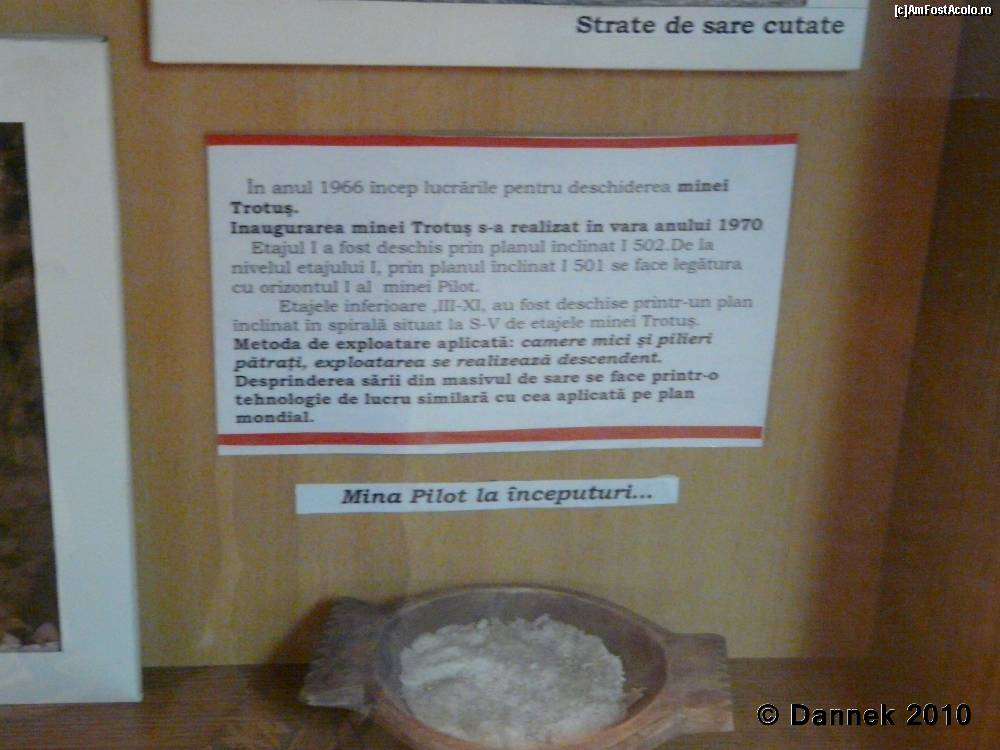 [c]AmFostAcolo.ro
Strate de sare cutate
În anul 1966 încep lucrările pentru deschiderea minei
Trotuş.
Inaugurarea minei Trotuş s-a realizat în vara anului 1970
Etajul I a fost deschis prin planul înclinat I 502.De la
nivelul etajului I, prin planul înclinat I 501 se face legătura
cu orizontul I al minei Pilot.
Etajele inferioare ,III-XI, au fost deschise printr-un plan
înclinat în spirală situat la S-V de etajele minei Trotuş.
Metoda de exploatare aplicată: camere mici şi pilieri
pătraţi, exploatarea se realizează descendent.
Desprinderea sării din masivul de sare se face printr-o
tehnologie de lucru similară cu cea aplicată pe plan
mondial.
Mina Pilot la începuturi...
© Dannek 2010